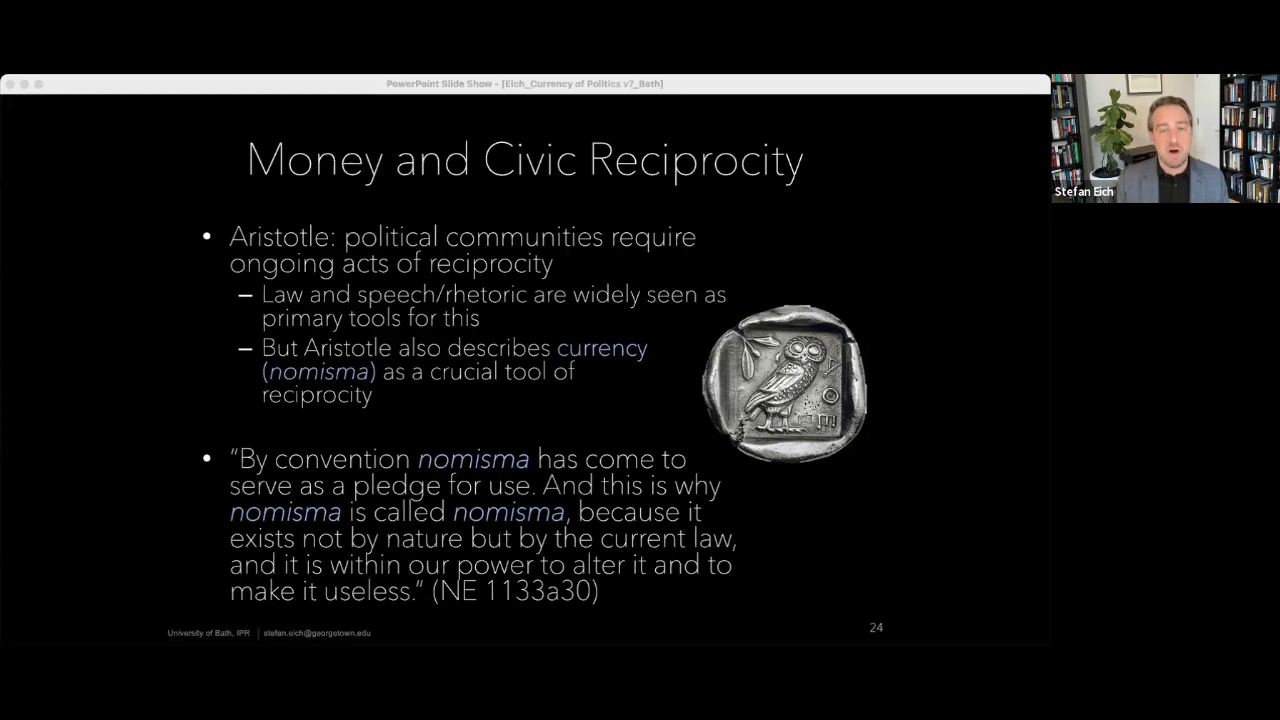 PowerPoint Slide Show - [Eich_Currency of Politics v7_Bath]
Money and Civic Reciprocity
• Aristotle: political communities require
ongoing acts of reciprocity
– Law and speech/rhetoric are widely seen as
primary tools for this
– But Aristotle also describes currency
(nomisma) as a crucial tool of
reciprocity
• “By convention nomisma has come to
serve as a pledge for use. And this is why
nomisma is called nomisma, because it
exists not by nature but by the current law,
and it is within our power to alter it and to
make it useless.” (NE 1133a30)
University of Bath, IPR | stefan.eich@georgetown.edu
24
Stefan Eich